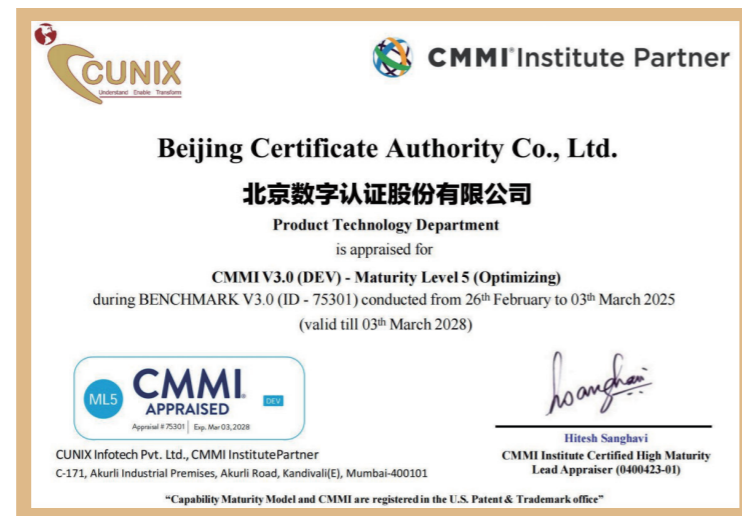 CUNIX
Understand Enable Transform
CMMI® Institute Partner
Beijing Certificate Authority Co., Ltd.
北京数字认证股份有限公司
Product Technology Department
is appraised for
CMMI V3.0 (DEV) - Maturity Level 5 (Optimizing)
during BENCHMARK V3.0 (ID - 75301) conducted from 26th February to 03th March 2025
(valid till 03th March 2028)
ML5
CMMI®
APPRAISED
DEV
Appraisal #75301 | Exp. Mar 03, 2028
Hitesh Sanghavi
CMMI Institute Certified High Maturity
Lead Appraiser (0400423-01)
CUNIX Infotech Pvt. Ltd., CMMI InstitutePartner
C-171, Akurli Industrial Premises, Akurli Road, Kandivali(E), Mumbai-400101
“Capability Maturity Model and CMMI are registered in the U.S. Patent & Trademark office”